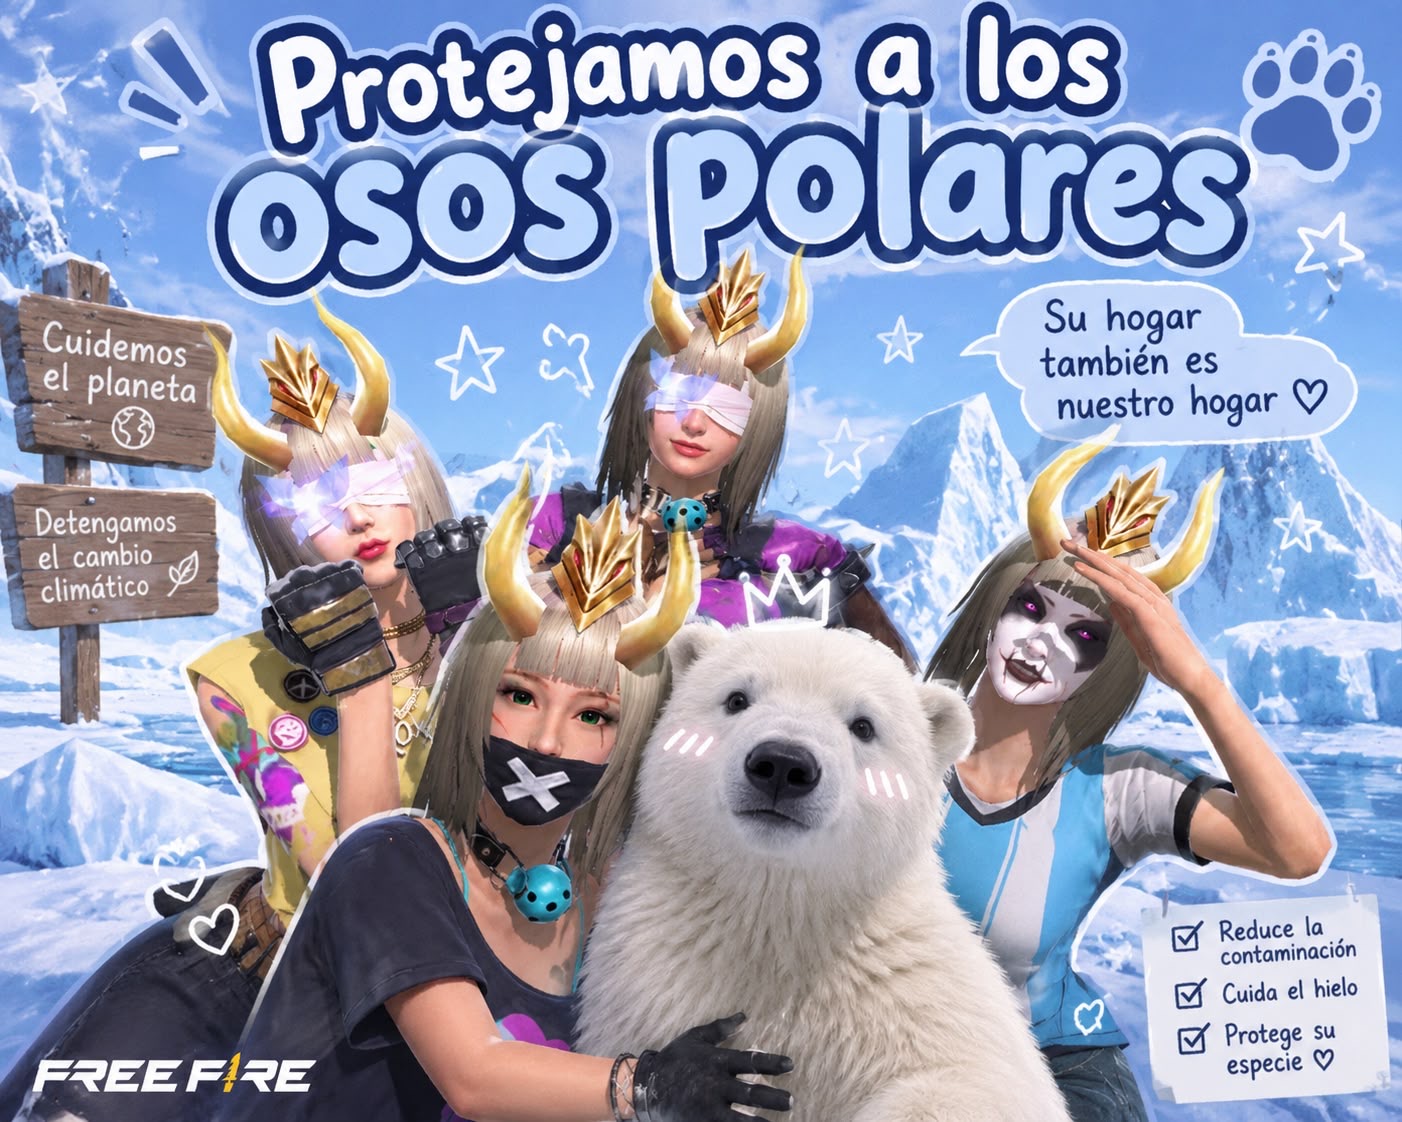 Protejamos a los
osos polares
Cuidemos
el planeta
Detengamos
el cambio
climático
Su hogar
también es
nuestro hogar
Reduce la
contaminación
Cuida el hielo
Protege su
especie
FREE FIRE